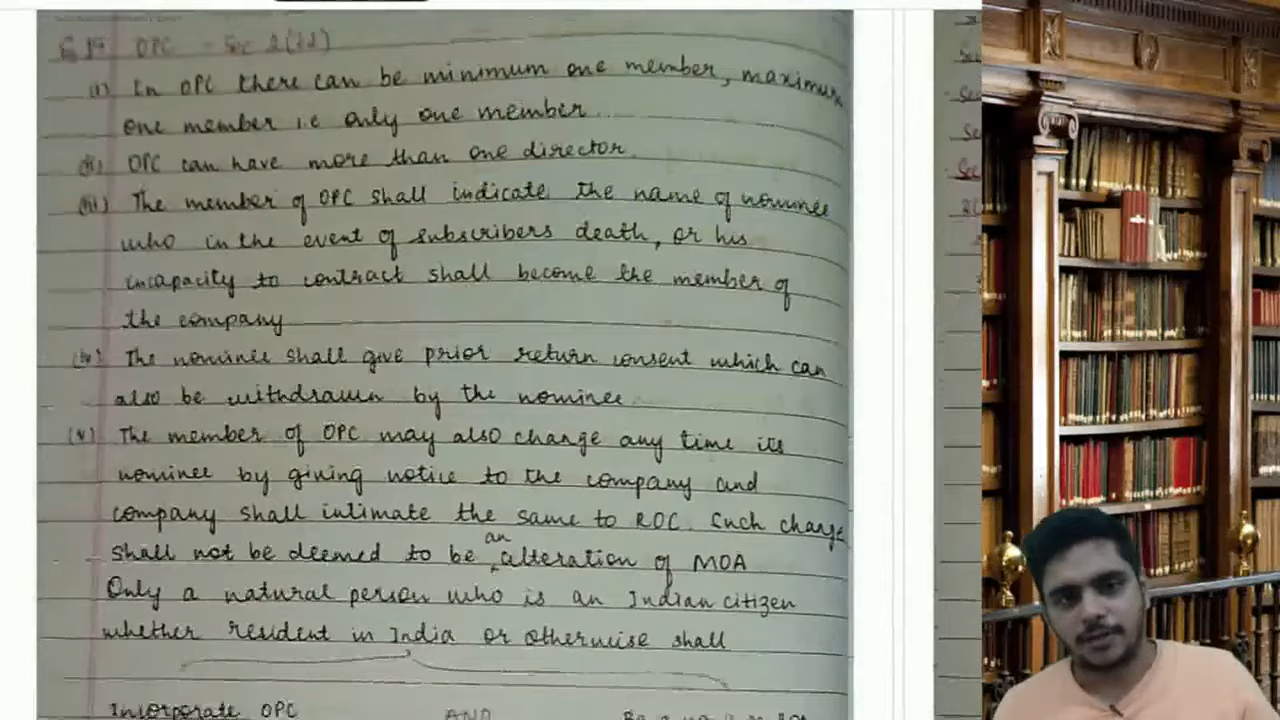 OPC - Sec 2(62)
(i) In OPC there can be minimum one member, maximum
one member i.e only one member
(ii) OPC can have more than one director
(iii) The member of OPC shall indicate the name of nominee
who in the event of subscribers death, or his
incapacity to contract shall become the member of
the company
(iv) The nominee shall give prior return consent which can
also be withdrawn by the nominee
(v) The member of OPC may also change any time its
nominee by giving notice to the company and
company shall intimate the same to ROC. Such change
shall not be deemed to be an alteration of MOA
Only a natural person who is an Indian citizen
whether resident in India or otherwise shall
Incorporate OPC AND